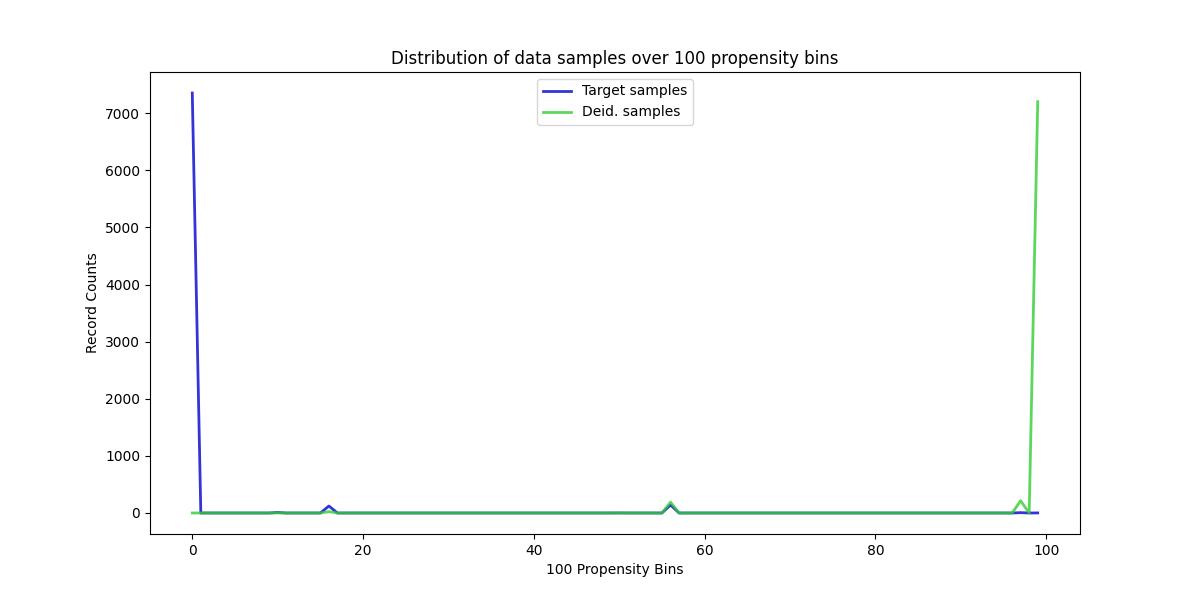 Distribution of data samples over 100 propensity bins
Target samples
Deid. samples
Record Counts
7000
6000
5000
4000
3000
2000
1000
0
0 20 40 60 80 100
100 Propensity Bins